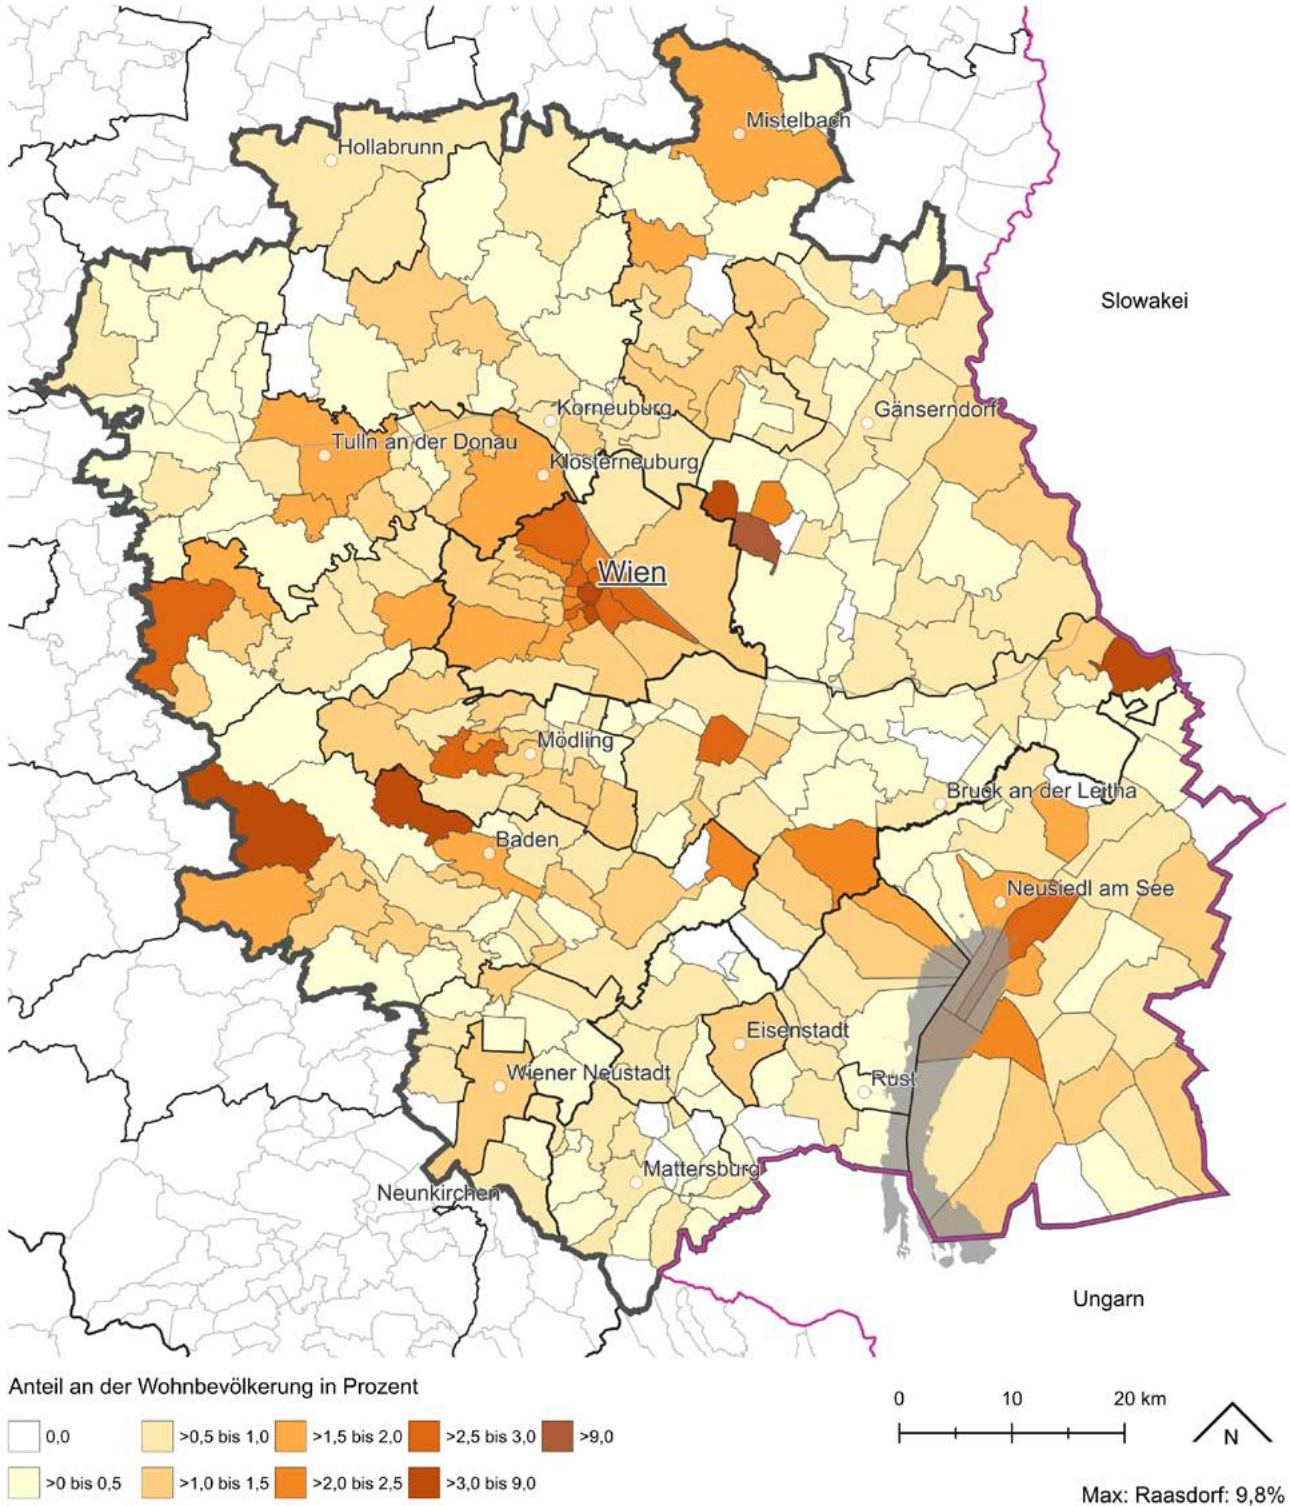 Mistelbach
Hollabrunn
Slowakei
Korneuburg
Gänserndorf
Tulln an der Donau
Klosterneuburg
Wien
Mödling
Bruck an der Leitha
Baden
Neusiedl am See
Eisenstadt
Wiener Neustadt
Rust
Mattersburg
Neunkirchen
Ungarn
Anteil an der Wohnbevölkerung in Prozent
0 10 20 km
0,0 >0,5 bis 1,0 >1,5 bis 2,0 >2,5 bis 3,0 >9,0
N
>0 bis 0,5 >1,0 bis 1,5 >2,0 bis 2,5 >3,0 bis 9,0
Max: Raasdorf: 9,8%